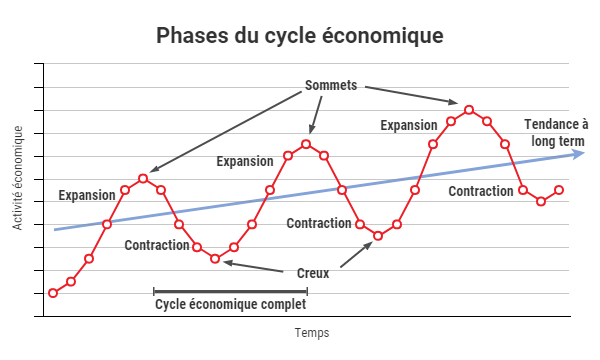 Phases du cycle économique
Sommets
Expansion
Tendance à
long term
Expansion
Expansion
Contraction
Contraction
Contraction
Creux
Cycle économique complet
Activité économique
Temps